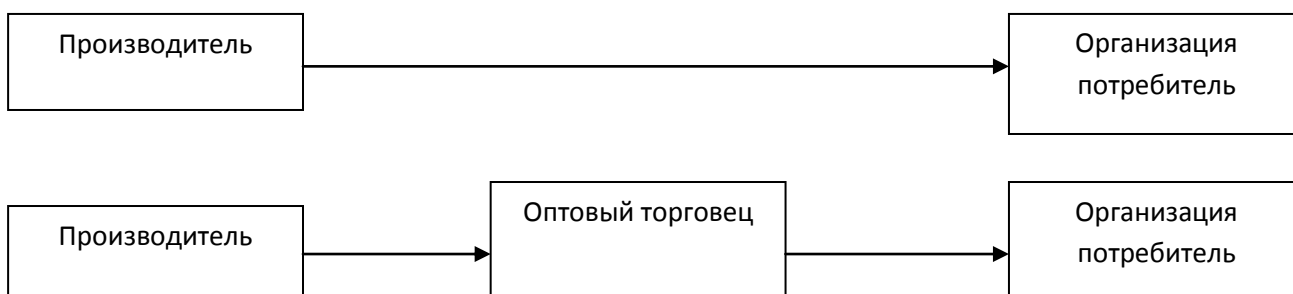 Производитель
Организация
потребитель
Производитель
Оптовый торговец
Организация
потребитель